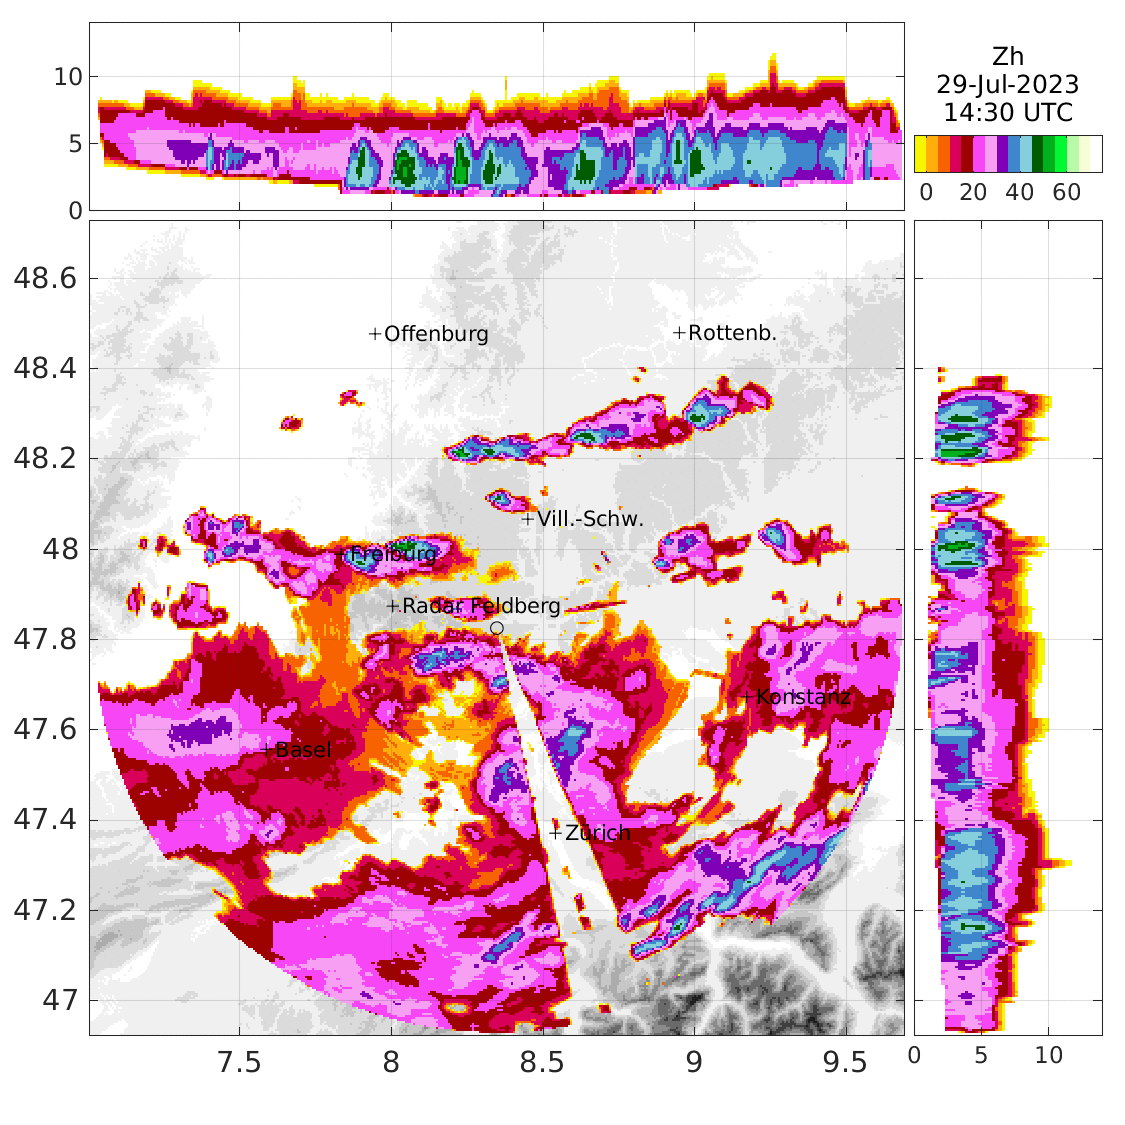 10
5
0
Zh
29-Jul-2023
14:30 UTC
0 20 40 60
48.6
48.4
48.2
48
47.8
47.6
47.4
47.2
47
Offenburg
Rottenb.
Vill.-Schw.
Freiburg
Radar Feldberg
Konstanz
Basel
Zürich
7.5 8 8.5 9 9.5
0 5 10